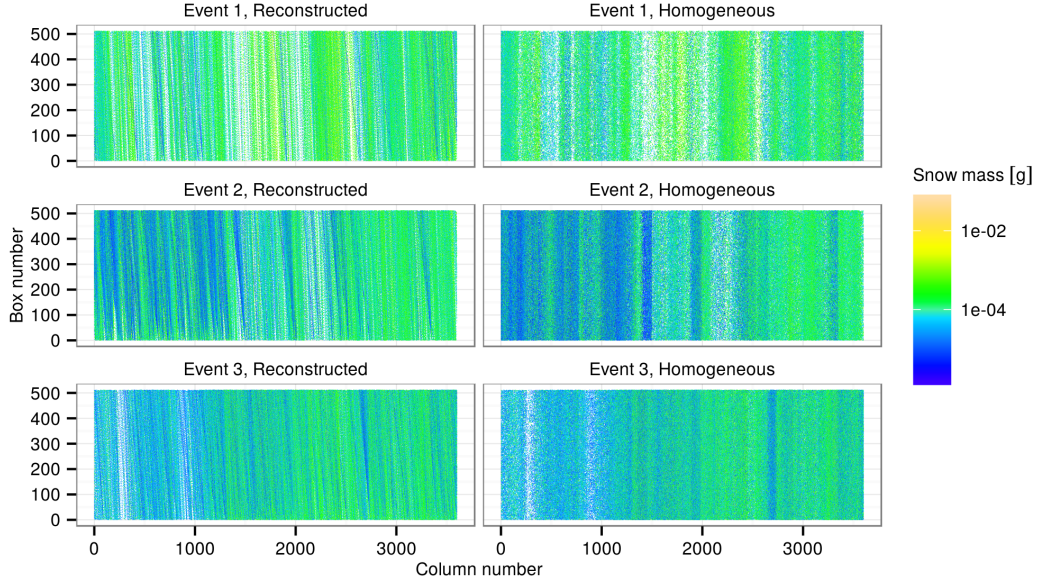 Event 1, Reconstructed
Event 1, Homogeneous
500
400
300
200
100
0
Event 2, Reconstructed
Event 2, Homogeneous
500
400
300
200
100
0
Event 3, Reconstructed
Event 3, Homogeneous
500
400
300
200
100
0
0 1000 2000 3000
0 1000 2000 3000
Column number
Box number
Snow mass [g]
1e-02
1e-04